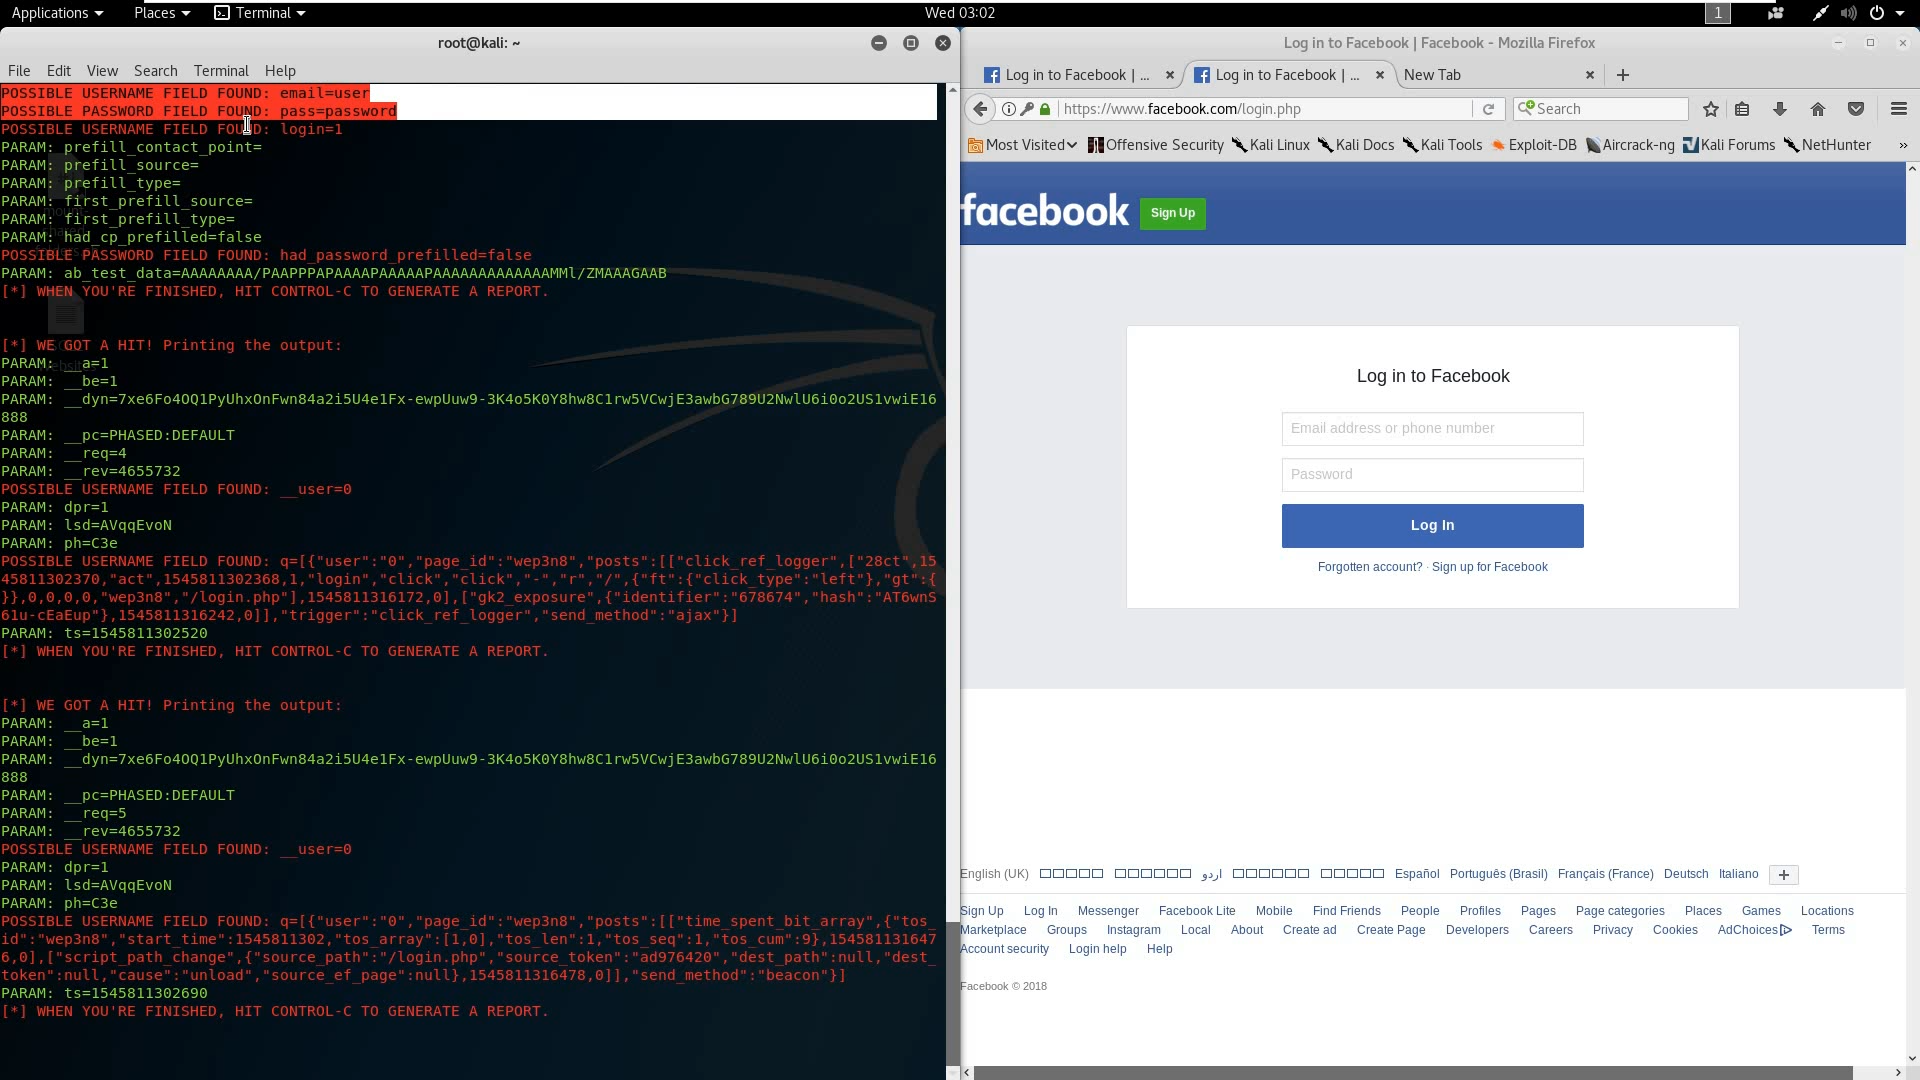 Applications
Places
Terminal
Wed 03:02
1
root@kali: ~
File Edit View Search Terminal Help
POSSIBLE USERNAME FIELD FOUND: email=user
POSSIBLE PASSWORD FIELD FOUND: pass=password
POSSIBLE USERNAME FIELD FOUND: login=1
PARAM: prefill_contact_point=
PARAM: prefill_source=
PARAM: prefill_type=
PARAM: first_prefill_source=
PARAM: first_prefill_type=
PARAM: had_cp_prefilled=false
POSSIBLE PASSWORD FIELD FOUND: had_password_prefilled=false
PARAM: ab_test_data=AAAAAAAA/PAAPPPAPAAAAPAAAAAPAAAAAAAAAAAAAMMl/ZMAAAGAAB
[*] WHEN YOU'RE FINISHED, HIT CONTROL-C TO GENERATE A REPORT.
[*] WE GOT A HIT! Printing the output:
PARAM: __a=1
PARAM: __be=1
PARAM: __dyn=7xe6Fo4OQ1PyUhxOnFwn84a2i5U4e1Fx-ewpUuw9-3K4o5K0Y8hw8C1rw5VCwjE3awbG789U2NwlU6i0o2US1vwiE16
888
PARAM: __pc=PHASED:DEFAULT
PARAM: __req=4
PARAM: __rev=4655732
POSSIBLE USERNAME FIELD FOUND: __user=0
PARAM: dpr=1
PARAM: lsd=AVqqEvoN
PARAM: ph=C3e
POSSIBLE USERNAME FIELD FOUND: q=[{"user":"0","page_id":"wep3n8","posts":[["click_ref_logger",["28ct",15
45811302370,"act",1545811302368,1,"login","click","click","-","r","/",{"ft":{"click_type":"left"},"gt":{
}},0,0,0,0,"wep3n8","/login.php"],1545811316172,0],["gk2_exposure",{"identifier":"678674","hash":"AT6wnS
61u-cEaEup"},1545811316242,0]],"trigger":"click_ref_logger","send_method":"ajax"}]
PARAM: ts=1545811302520
[*] WHEN YOU'RE FINISHED, HIT CONTROL-C TO GENERATE A REPORT.
[*] WE GOT A HIT! Printing the output:
PARAM: __a=1
PARAM: __be=1
PARAM: __dyn=7xe6Fo4OQ1PyUhxOnFwn84a2i5U4e1Fx-ewpUuw9-3K4o5K0Y8hw8C1rw5VCwjE3awbG789U2NwlU6i0o2US1vwiE16
888
PARAM: __pc=PHASED:DEFAULT
PARAM: __req=5
PARAM: __rev=4655732
POSSIBLE USERNAME FIELD FOUND: __user=0
PARAM: dpr=1
PARAM: lsd=AVqqEvoN
PARAM: ph=C3e
POSSIBLE USERNAME FIELD FOUND: q=[{"user":"0","page_id":"wep3n8","posts":[["time_spent_bit_array",{"tos_
id":"wep3n8","start_time":1545811302,"tos_array":[1,0],"tos_len":1,"tos_seq":1,"tos_cum":9},154581131647
6,0],["script_path_change",{"source_path":"/login.php","source_token":"ad976420","dest_path":null,"dest_
token":null,"cause":"unload","source_ef_page":null},1545811316478,0]],"send_method":"beacon"}]
PARAM: ts=1545811302690
[*] WHEN YOU'RE FINISHED, HIT CONTROL-C TO GENERATE A REPORT.
Log in to Facebook | Facebook - Mozilla Firefox
Log in to Facebook | ...
Log in to Facebook | ...
New Tab
https://www.facebook.com/login.php
Search
Most Visited Offensive Security Kali Linux Kali Docs Kali Tools Exploit-DB Aircrack-ng Kali Forums NetHunter »
facebook
Sign Up
Log in to Facebook
Email address or phone number
Password
Log In
Forgotten account? · Sign up for Facebook
English (UK) اردو Español Português (Brasil) Français (France) Deutsch Italiano +
Sign Up Log In Messenger Facebook Lite Mobile Find Friends People Profiles Pages Page categories Places Games Locations
Marketplace Groups Instagram Local About Create ad Create Page Developers Careers Privacy Cookies AdChoices Terms
Account security Login help Help
Facebook © 2018